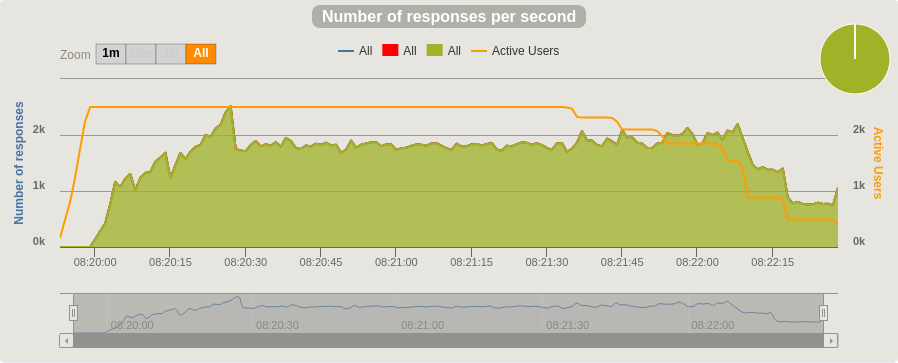 Number of responses per second
Zoom 1m 10m 1h All
All All All Active Users
Number of responses
2k
1k
0k
2k
1k
0k
Active Users
08:20:00 08:20:15 08:20:30 08:20:45 08:21:00 08:21:15 08:21:30 08:21:45 08:22:00 08:22:15
08:20:00 08:20:30 08:21:00 08:21:30 08:22:00